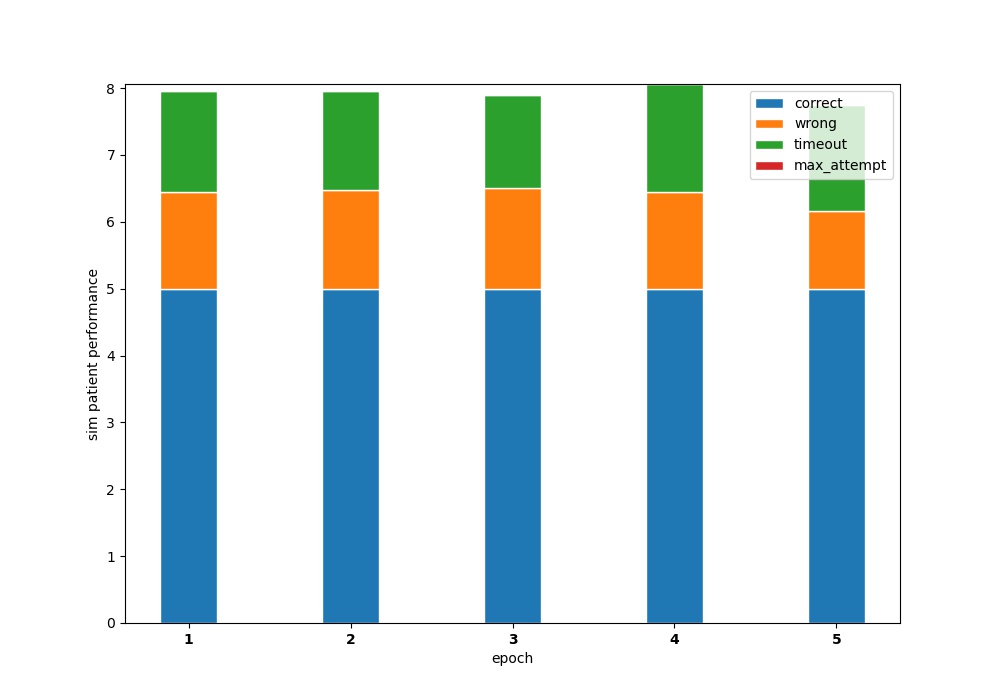 8
7
6
5
4
3
2
1
0
sim patient performance
correct
wrong
timeout
max_attempt
1 2 3 4 5
epoch